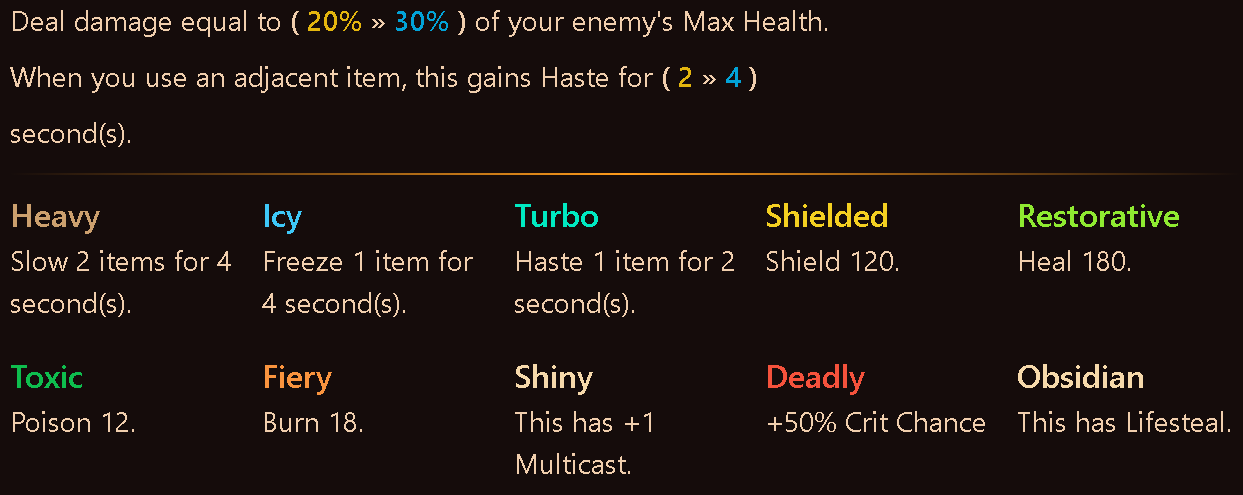 Deal damage equal to ( 20% » 30% ) of your enemy's Max Health.
When you use an adjacent item, this gains Haste for ( 2 » 4 )
second(s).
Heavy
Slow 2 items for 4
second(s).
Icy
Freeze 1 item for
4 second(s).
Turbo
Haste 1 item for 2
second(s).
Shielded
Shield 120.
Restorative
Heal 180.
Toxic
Poison 12.
Fiery
Burn 18.
Shiny
This has +1
Multicast.
Deadly
+50% Crit Chance
Obsidian
This has Lifesteal.